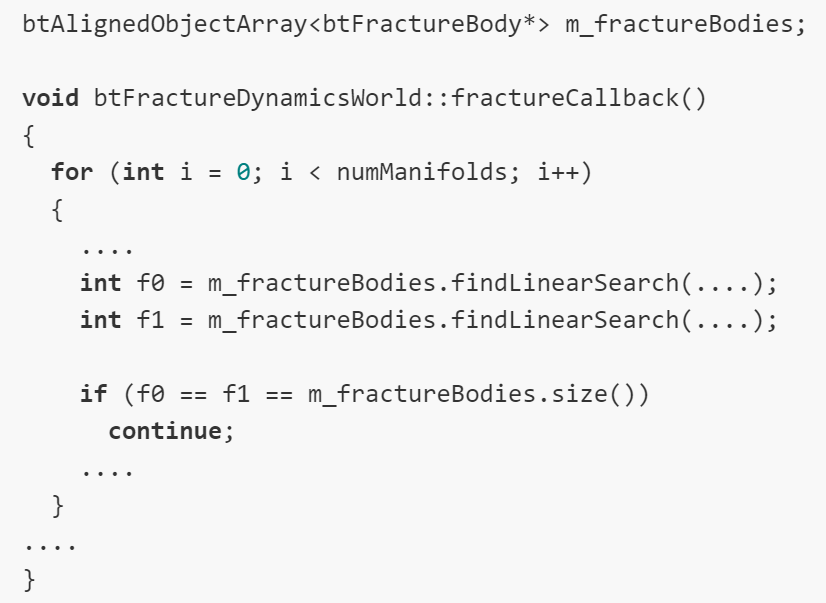 btAlignedObjectArray<btFractureBody*> m_fractureBodies;
void btFractureDynamicsWorld::fractureCallback()
{
for (int i = 0; i < numManifolds; i++)
{
....
int f0 = m_fractureBodies.findLinearSearch(....);
int f1 = m_fractureBodies.findLinearSearch(....);
if (f0 == f1 == m_fractureBodies.size())
continue;
....
}
....
}